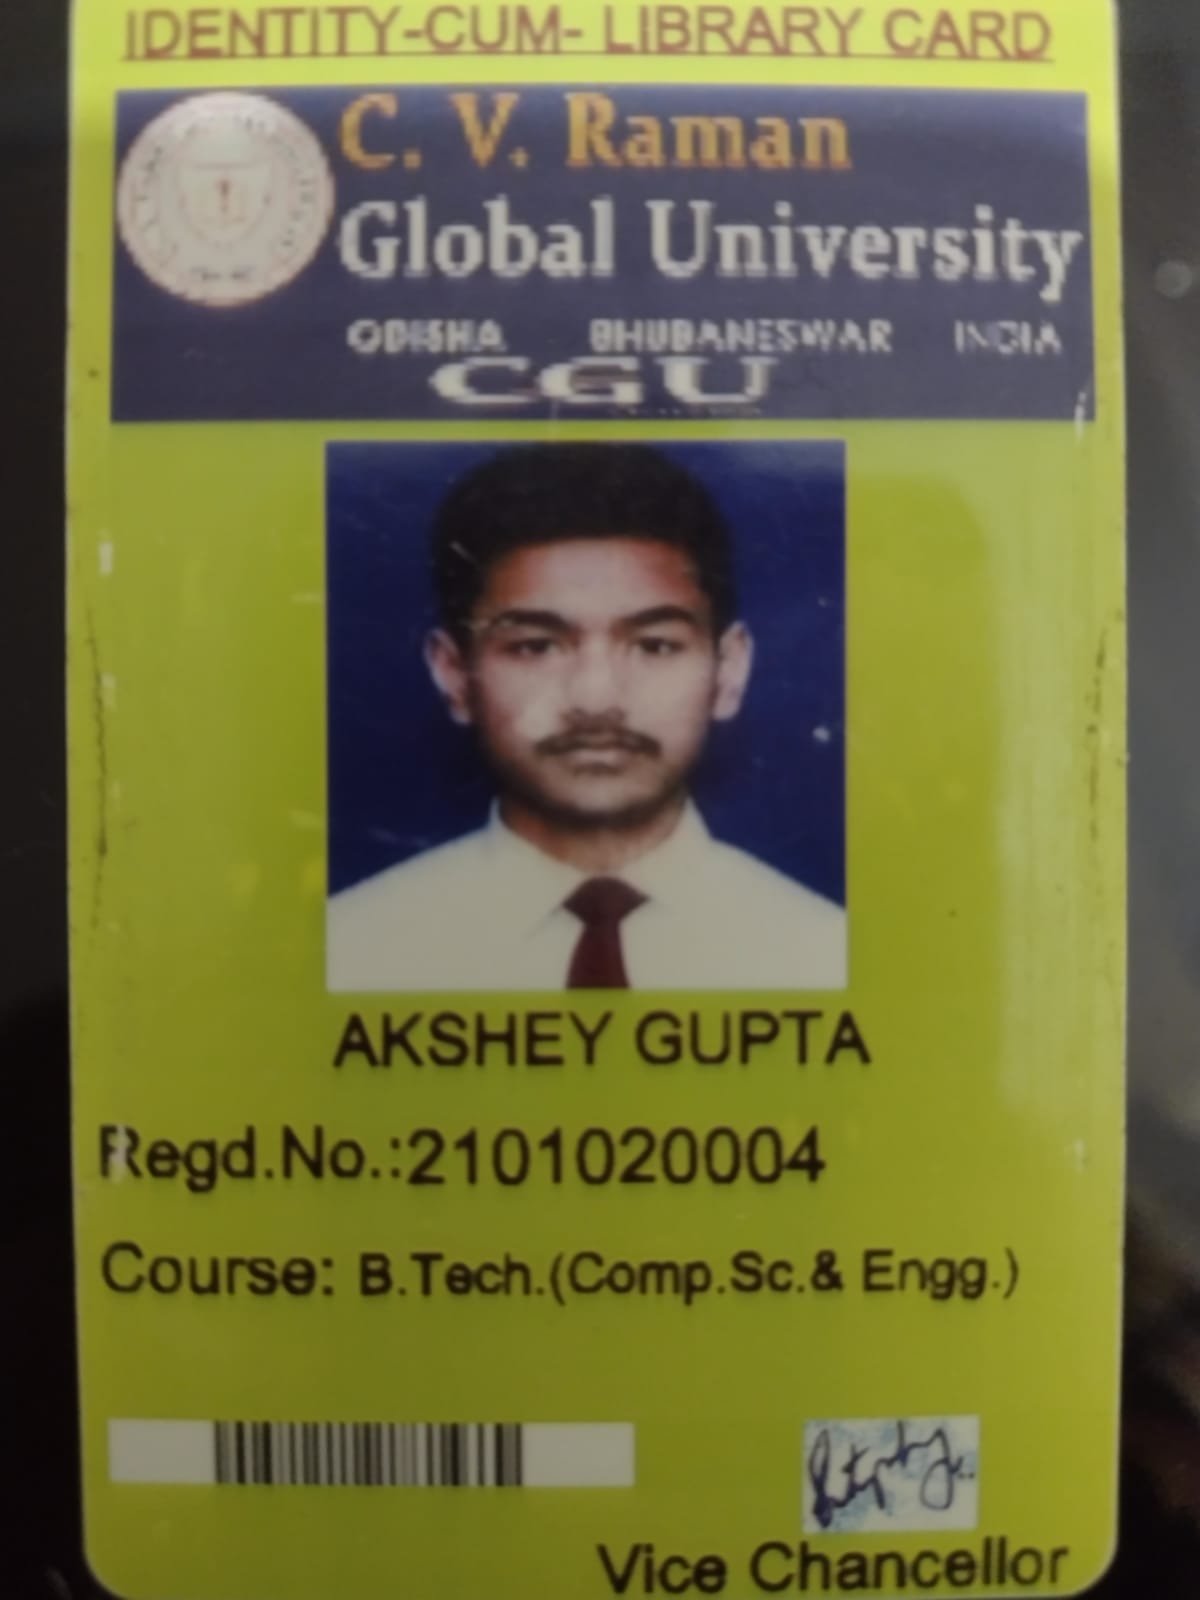 IDENTITY-CUM- LIBRARY CARD
C. V. Raman
Global University
ODISHA BHUBANESWAR INDIA
CGU
AKSHEY GUPTA
Regd.No.:2101020004
Course: B.Tech.(Comp.Sc.& Engg.)
Vice Chancellor